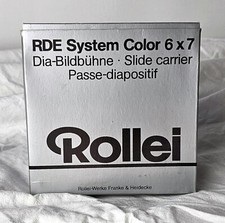 RDE System Color 6 x 7
Dia-Bildbühne · Slide carrier
Passe-diapositif
Rollei
Rollei-Werke Franke & Heidecke